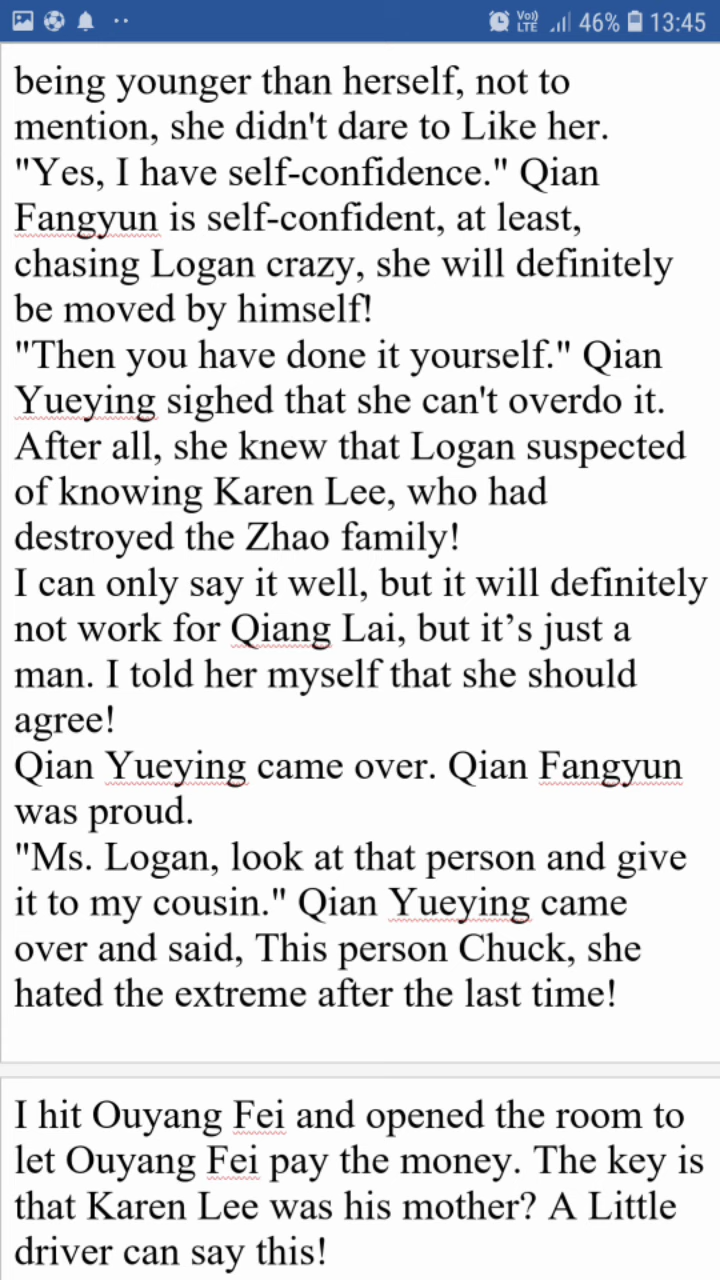 Vo))
LTE 46% 13:45
being younger than herself, not to
mention, she didn't dare to Like her.
"Yes, I have self-confidence." Qian
Fangyun is self-confident, at least,
chasing Logan crazy, she will definitely
be moved by himself!
"Then you have done it yourself." Qian
Yueying sighed that she can't overdo it.
After all, she knew that Logan suspected
of knowing Karen Lee, who had
destroyed the Zhao family!
I can only say it well, but it will definitely
not work for Qiang Lai, but it’s just a
man. I told her myself that she should
agree!
Qian Yueying came over. Qian Fangyun
was proud.
"Ms. Logan, look at that person and give
it to my cousin." Qian Yueying came
over and said, This person Chuck, she
hated the extreme after the last time!
I hit Ouyang Fei and opened the room to
let Ouyang Fei pay the money. The key is
that Karen Lee was his mother? A Little
driver can say this!